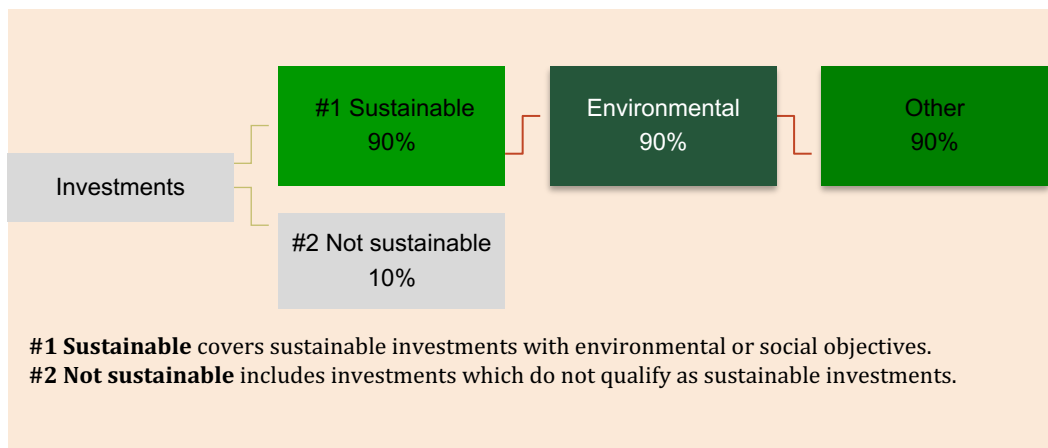 #1 Sustainable
90%
Environmental
90%
Other
90%
Investments
#2 Not sustainable
10%
#1 Sustainable covers sustainable investments with environmental or social objectives.
#2 Not sustainable includes investments which do not qualify as sustainable investments.